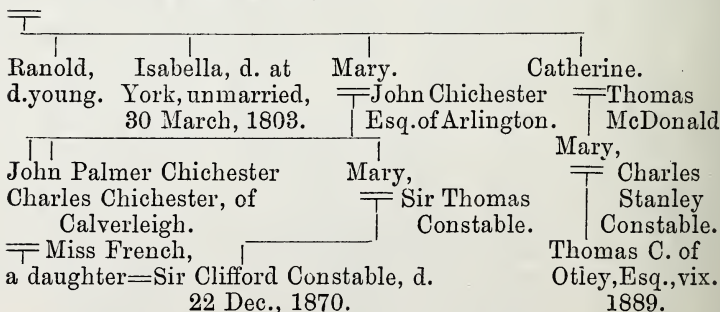 Ranold, Isabella, d. at Mary. Catherine.
d.young. York, unmarried, John Chichester Thomas
30 March, 1803. Esq. of Arlington. McDonald
John Palmer Chichester Mary, Mary,
Charles Chichester, of Sir Thomas Charles
Calverleigh. Constable. Stanley
Constable.
Miss French, Thomas C. of
a daughter=Sir Clifford Constable, d. Otley, Esq., vix.
22 Dec., 1870. 1889.